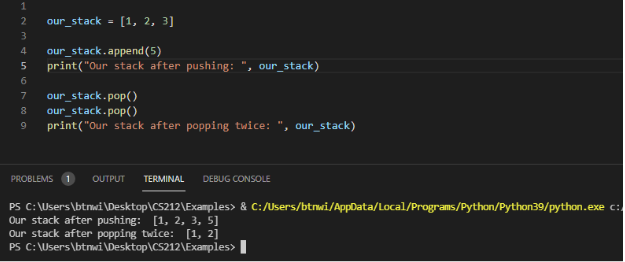 1
2 our_stack = [1, 2, 3]
3
4 our_stack.append(5)
5 print("Our stack after pushing: ", our_stack)
6
7 our_stack.pop()
8 our_stack.pop()
9 print("Our stack after popping twice: ", our_stack)
PROBLEMS 1 OUTPUT TERMINAL DEBUG CONSOLE
PS C:\Users\btnwi\Desktop\CS212\Examples> & C:/Users/btnwi/AppData/Local/Programs/Python/Python39/python.exe c:/
Our stack after pushing:  [1, 2, 3, 5]
Our stack after popping twice:  [1, 2]
PS C:\Users\btnwi\Desktop\CS212\Examples>